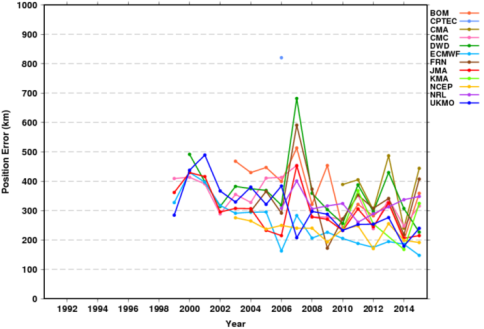 1000
900
800
700
600
500
400
300
200
100
0
Position Error (km)
1992 1994 1996 1998 2000 2002 2004 2006 2008 2010 2012 2014
Year
BOM
CPTEC
CMA
CMC
DWD
ECMWF
FRN
JMA
KMA
NCEP
NRL
UKMO